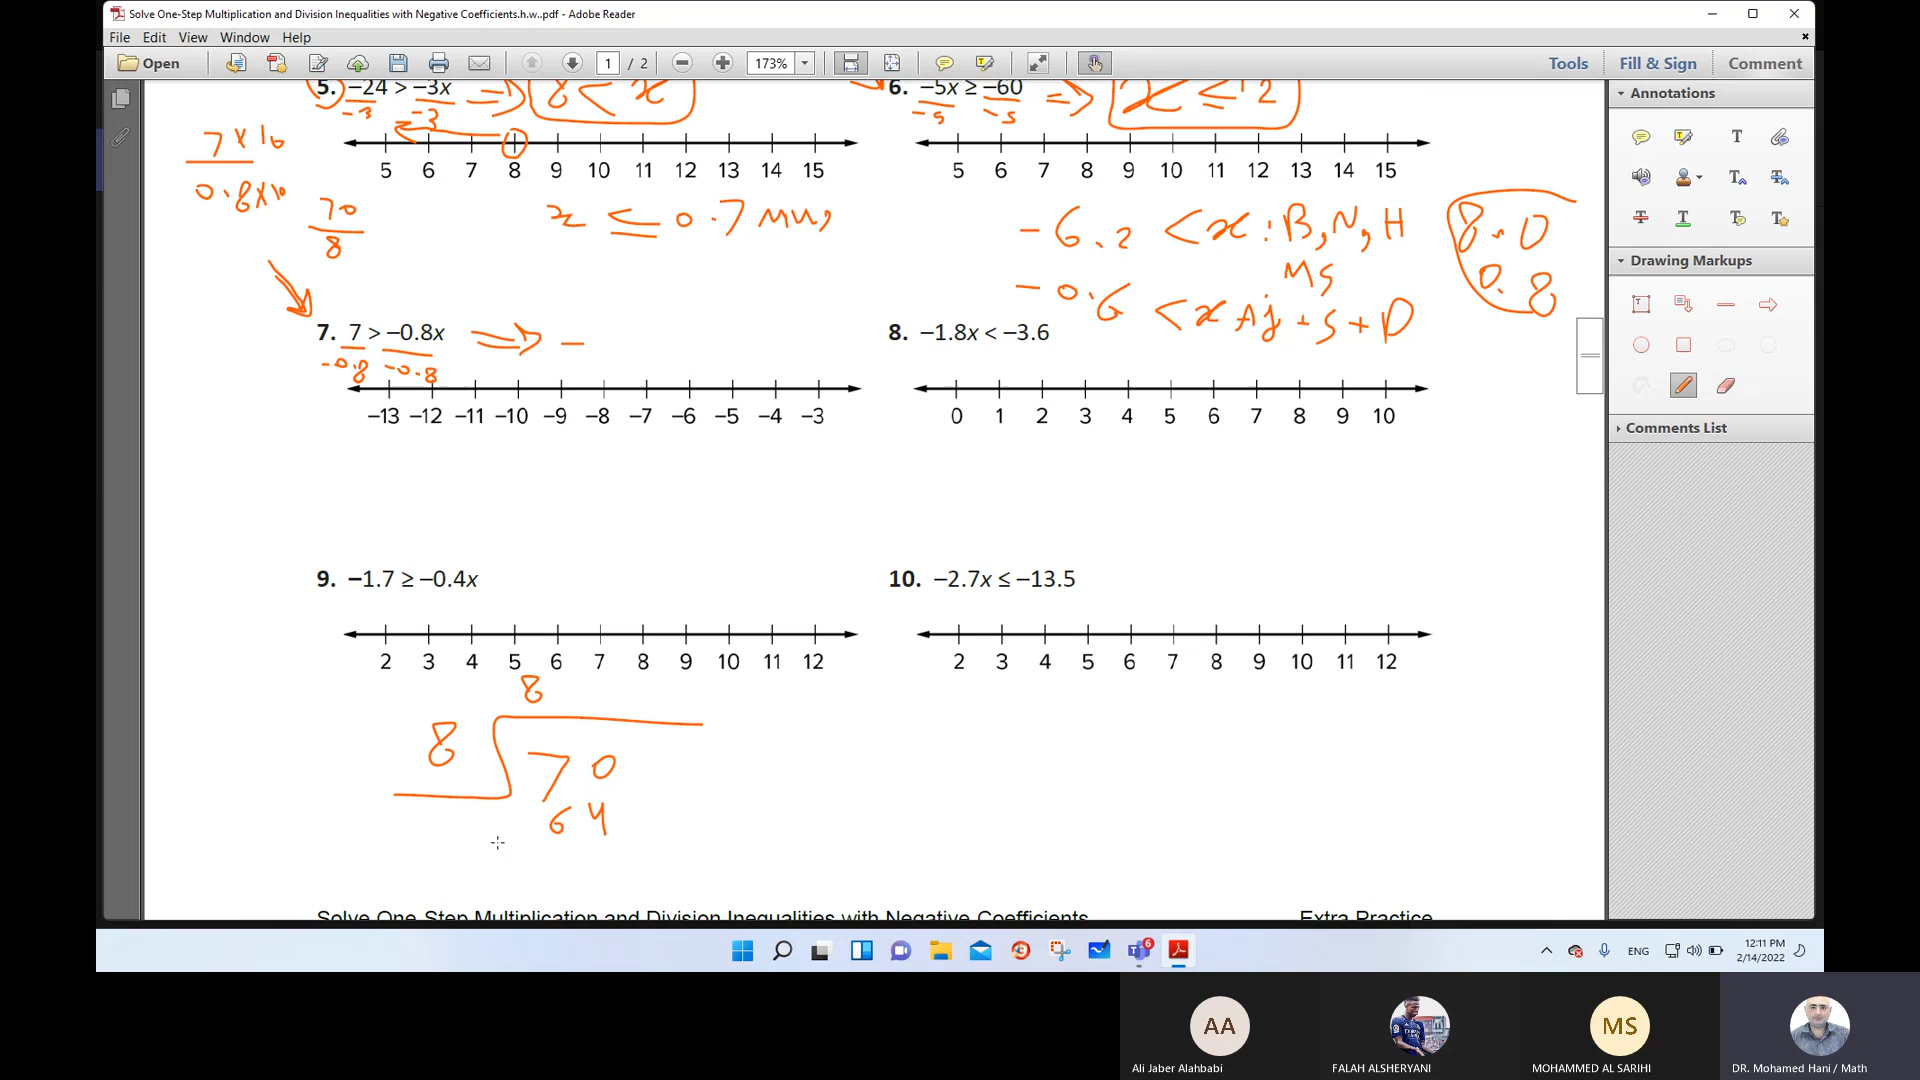 Solve One-Step Multiplication and Division Inequalities with Negative Coefficients.h.w..pdf - Adobe Reader
File Edit View Window Help
Open 1 / 2 173% Tools Fill & Sign Comment
Annotations
Drawing Markups
Comments List
5. −24 > −3x ⇒ 8 < x
-3 -3
5 6 7 8 9 10 11 12 13 14 15
6. −5x ≥ −60 ⇒ x ≤ 12
-5 -5
5 6 7 8 9 10 11 12 13 14 15
7 × 10
0.8 × 10
70
8
x ≤ 0.7
- 6.2 < x : B, N, H
MS
- 0.6 < x Aj + S + D
8.0
0.8
7. 7 > −0.8x ⇒ -
-0.8 -0.8
−13 −12 −11 −10 −9 −8 −7 −6 −5 −4 −3
8. −1.8x < −3.6
0 1 2 3 4 5 6 7 8 9 10
9. −1.7 ≥ −0.4x
2 3 4 5 6 7 8 9 10 11 12
10. −2.7x ≤ −13.5
2 3 4 5 6 7 8 9 10 11 12
8
8 70
64
Solve One-Step Multiplication and Division Inequalities with Negative Coefficients Extra Practice
6
ENG
12:11 PM
2/14/2022
AA
MS
Ali Jaber Alahbabi
FALAH ALSHERYANI
MOHAMMED AL SARIHI
DR. Mohamed Hani / Math